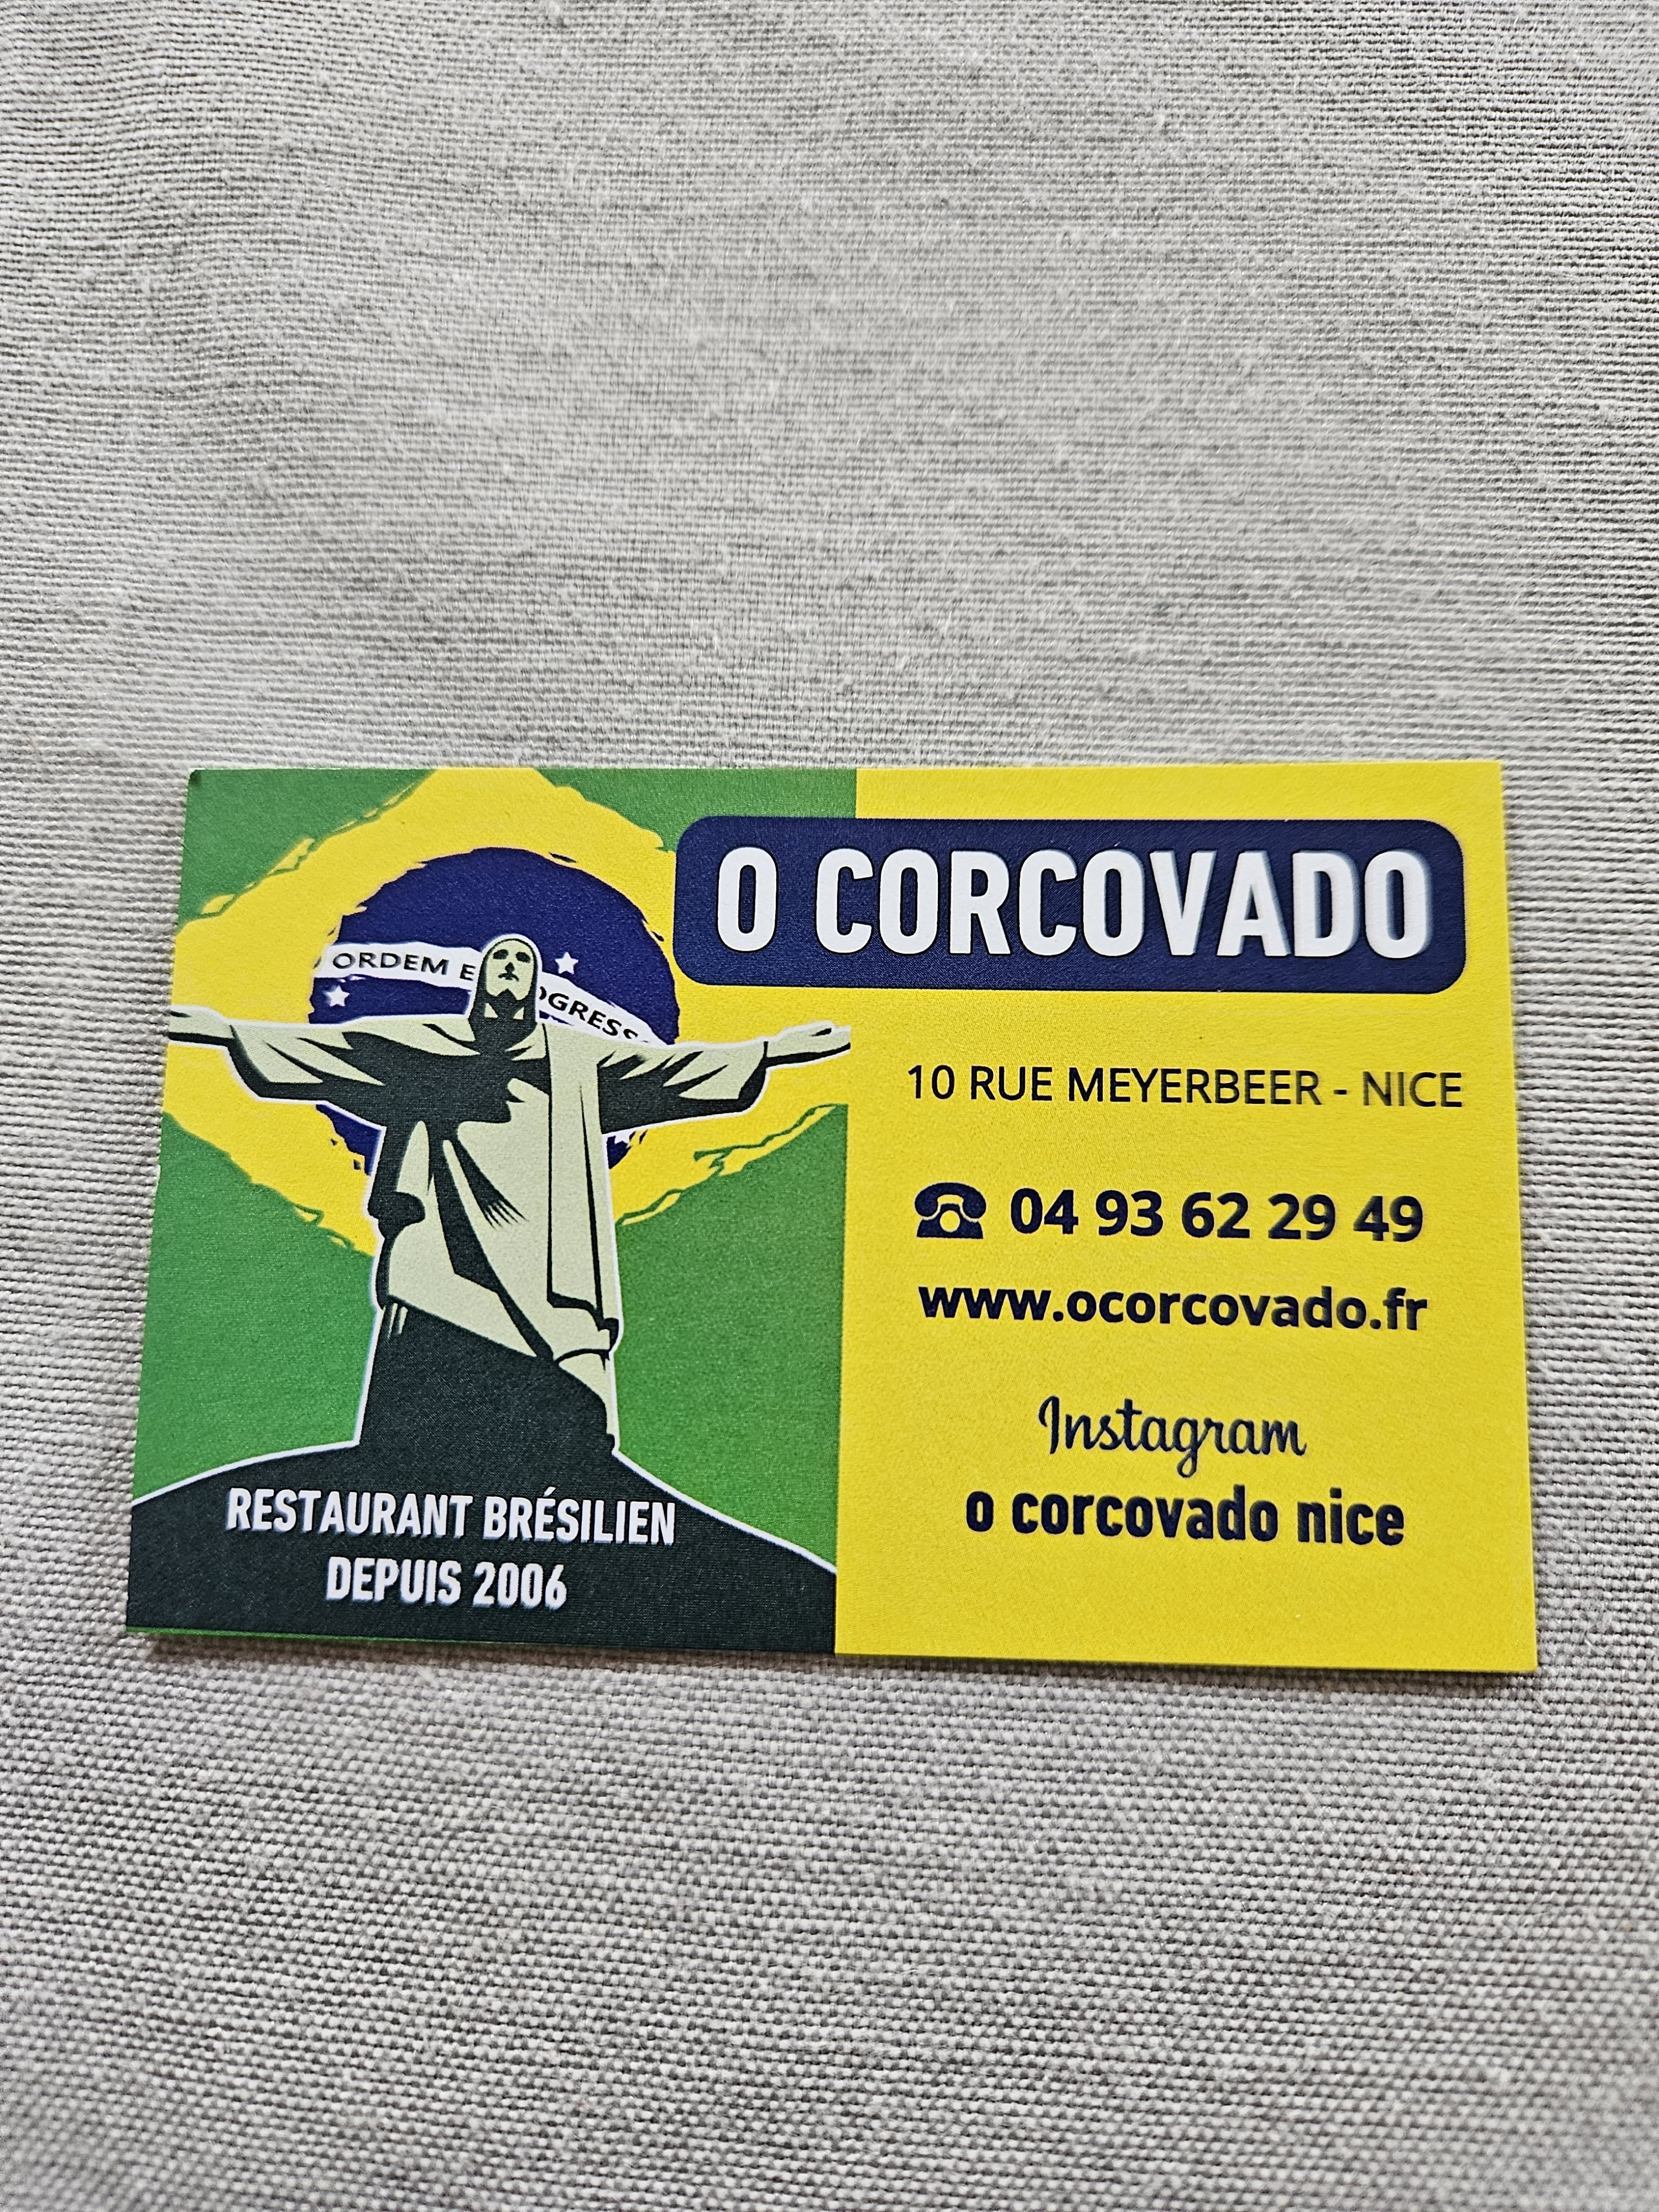 O CORCOVADO
ORDEM E OGRESS
10 RUE MEYERBEER - NICE
04 93 62 29 49
www.ocorcovado.fr
Instagram
o corcovado nice
RESTAURANT BRÉSILIEN
DEPUIS 2006